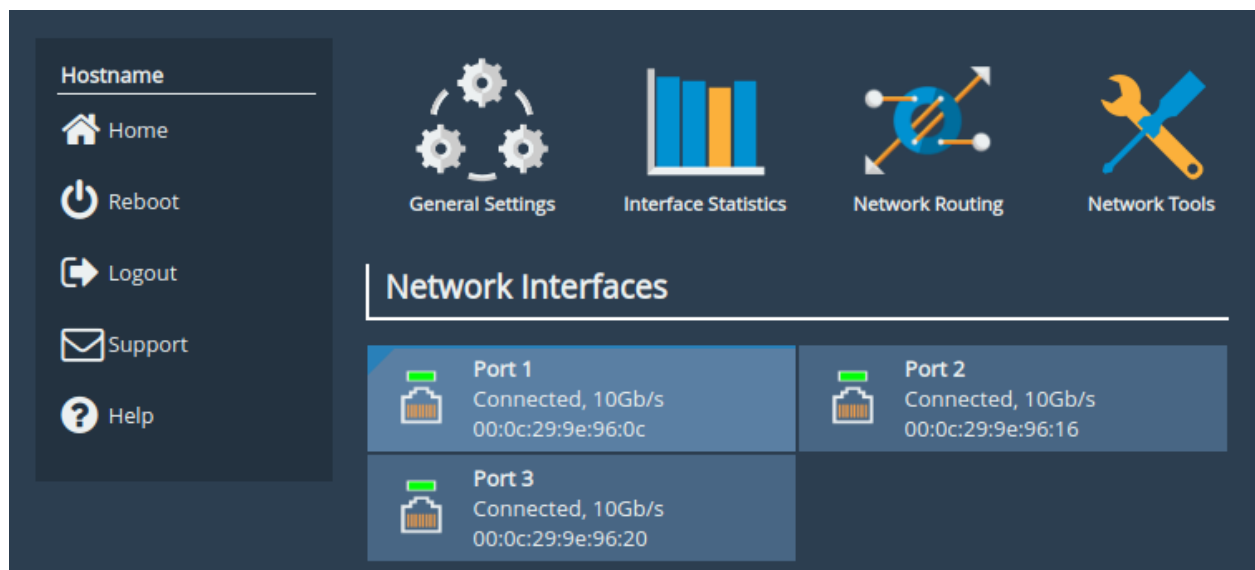 Hostname
Home
Reboot
Logout
Support
Help
General Settings
Interface Statistics
Network Routing
Network Tools
Network Interfaces
Port 1
Connected, 10Gb/s
00:0c:29:9e:96:0c
Port 2
Connected, 10Gb/s
00:0c:29:9e:96:16
Port 3
Connected, 10Gb/s
00:0c:29:9e:96:20